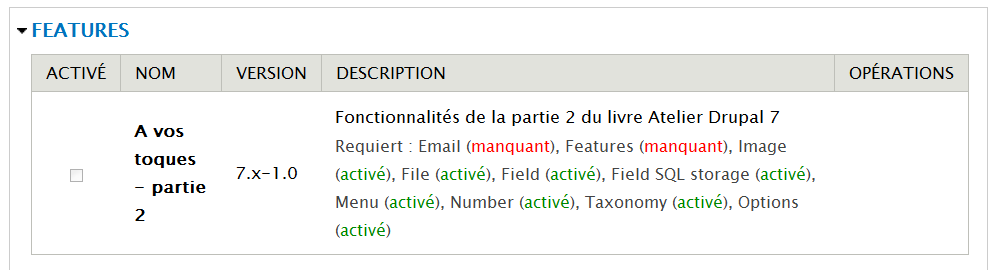 FEATURES
ACTIVÉ NOM VERSION DESCRIPTION OPÉRATIONS
A vos
toques
- partie
2
7.x-1.0
Fonctionnalités de la partie 2 du livre Atelier Drupal 7
Requiert : Email (manquant), Features (manquant), Image
(activé), File (activé), Field (activé), Field SQL storage (activé),
Menu (activé), Number (activé), Taxonomy (activé), Options
(activé)